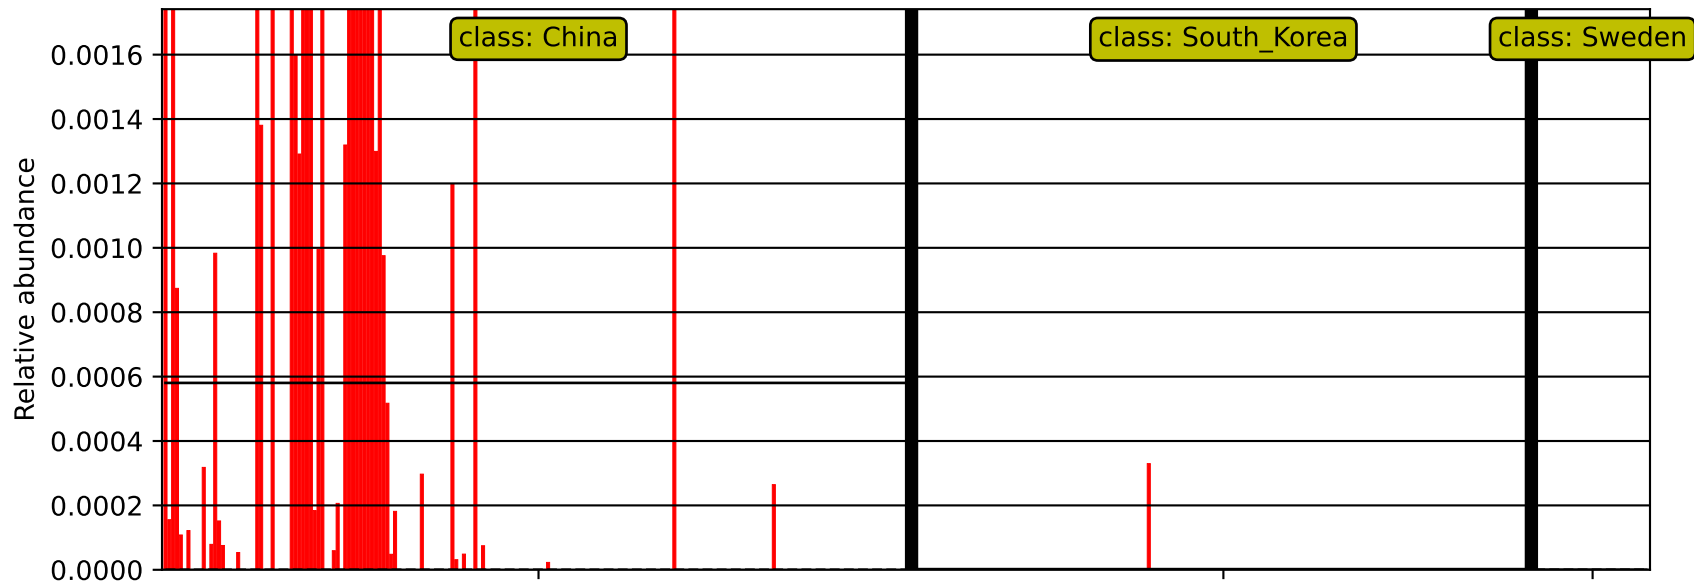 class: China
class: South_Korea
class: Sweden
Relative abundance
0.0016
0.0014
0.0012
0.0010
0.0008
0.0006
0.0004
0.0002
0.0000